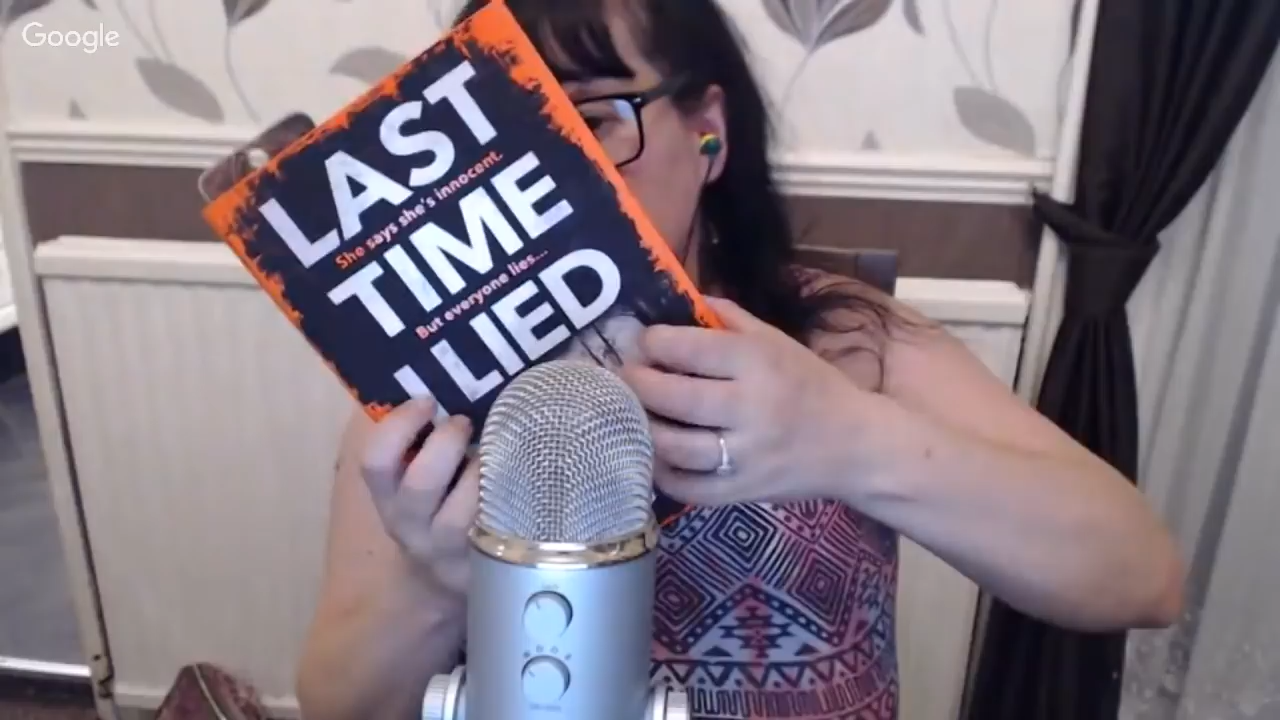 Google
LAST
She says she's innocent.
TIME
But everyone lies...
I LIED